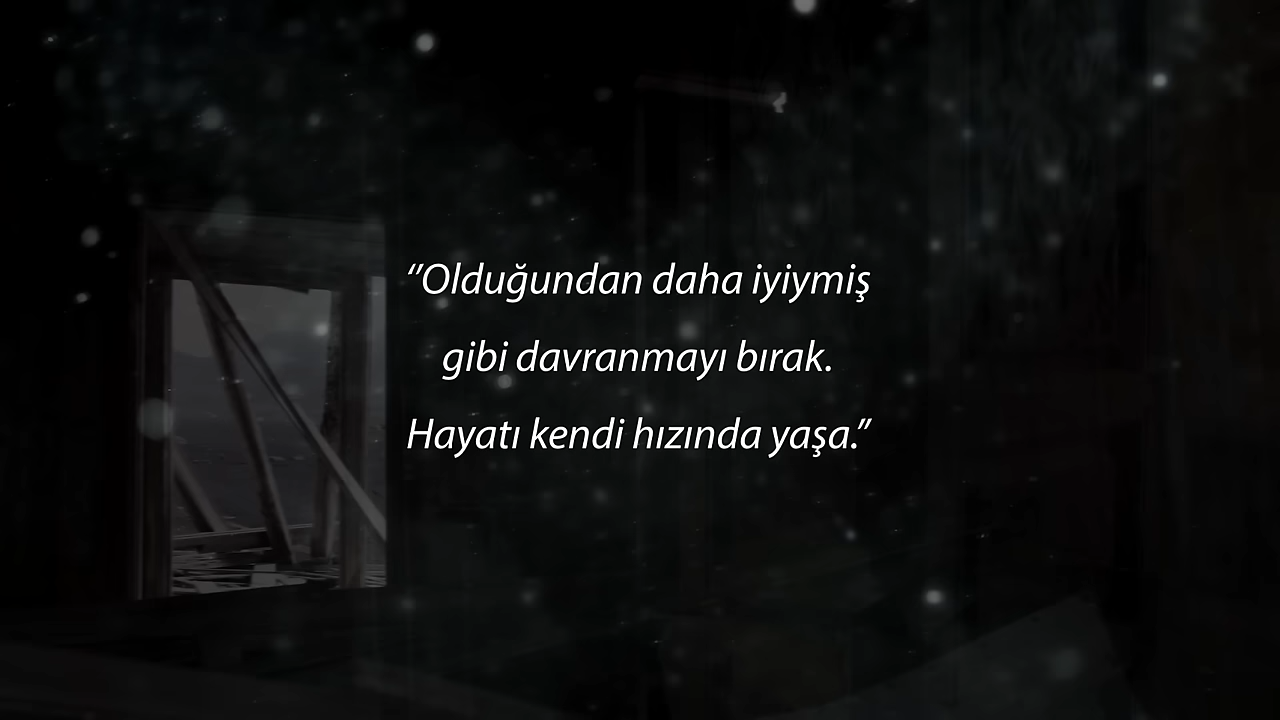 ‘’Olduğundan daha iyiymiş
gibi davranmayı bırak.
Hayatı kendi hızında yaşa.’’